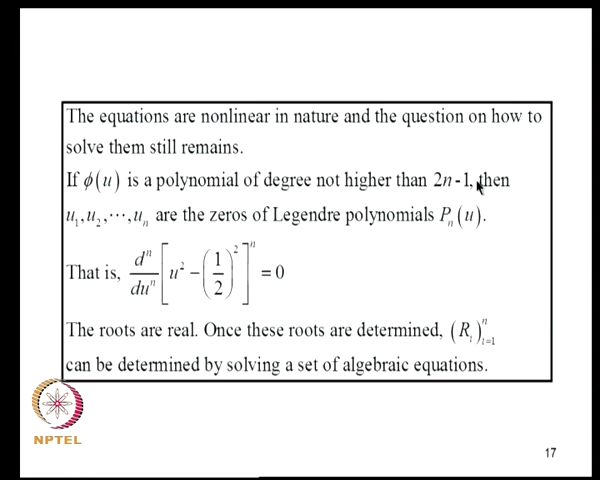 The equations are nonlinear in nature and the question on how to
solve them still remains.
If ϕ(u) is a polynomial of degree not higher than 2n-1, then
u₁,u₂,⋯,uₙ are the zeros of Legendre polynomials Pₙ(u).
That is, dⁿ/duⁿ [u² − (1/2)²]ⁿ = 0
The roots are real. Once these roots are determined, (Rᵢ)ⁿᵢ₌₁
can be determined by solving a set of algebraic equations.
NPTEL
17